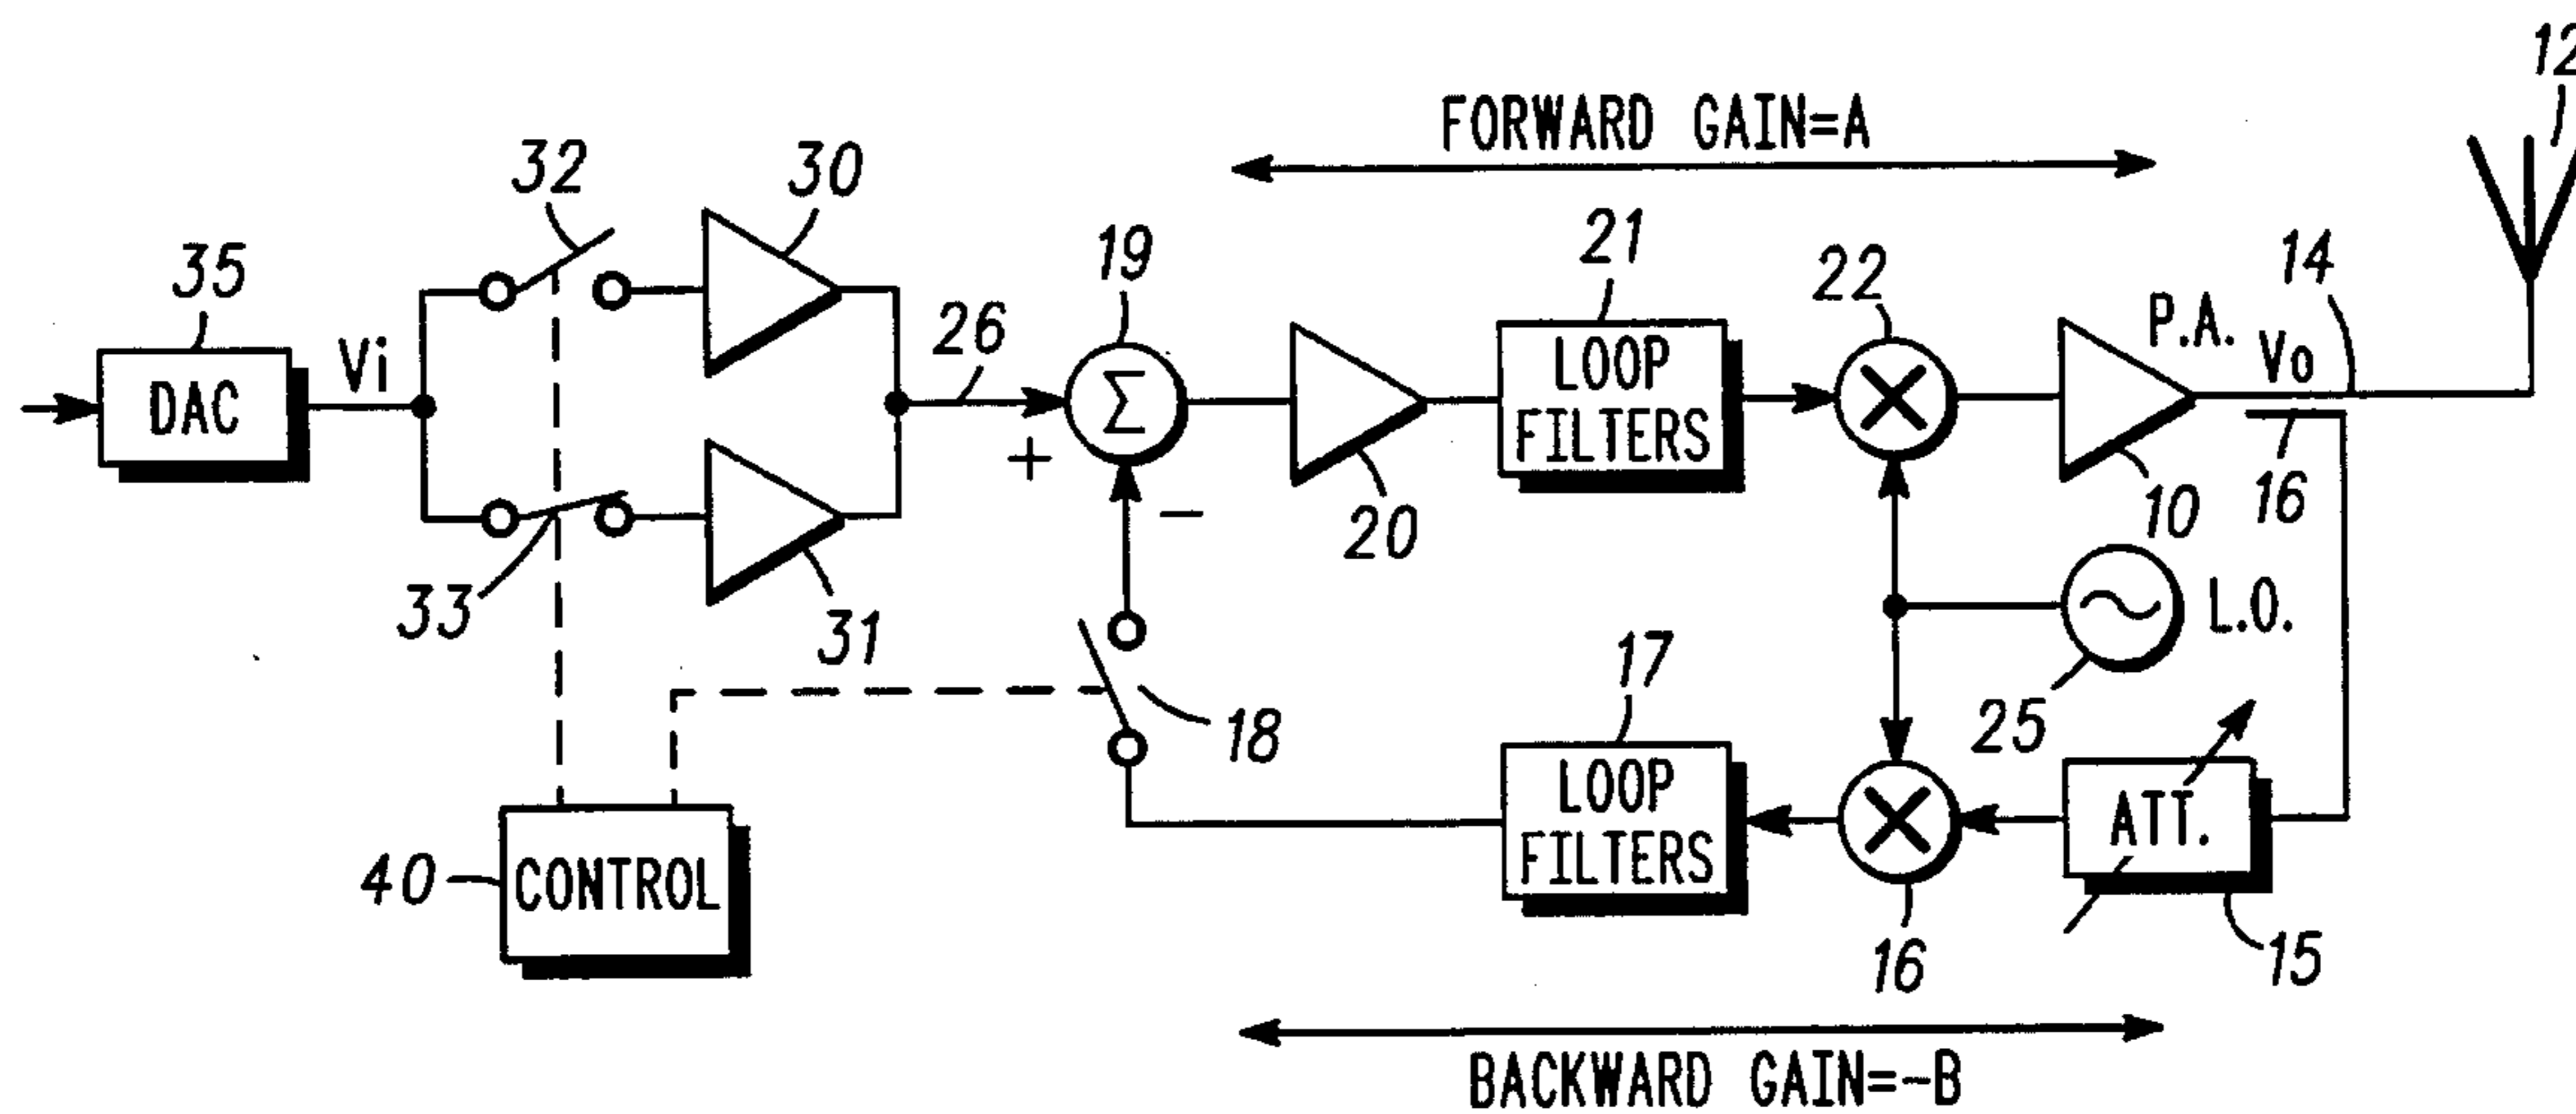 12
FORWARD GAIN=A
32
30
35
19
21
22
14
DAC
Vi
26
+
Σ
20
LOOP
FILTERS
P.A.
Vo
10
16
33
31
−
18
L.O.
25
17
LOOP
FILTERS
16
ATT.
15
40
CONTROL
BACKWARD GAIN=-B